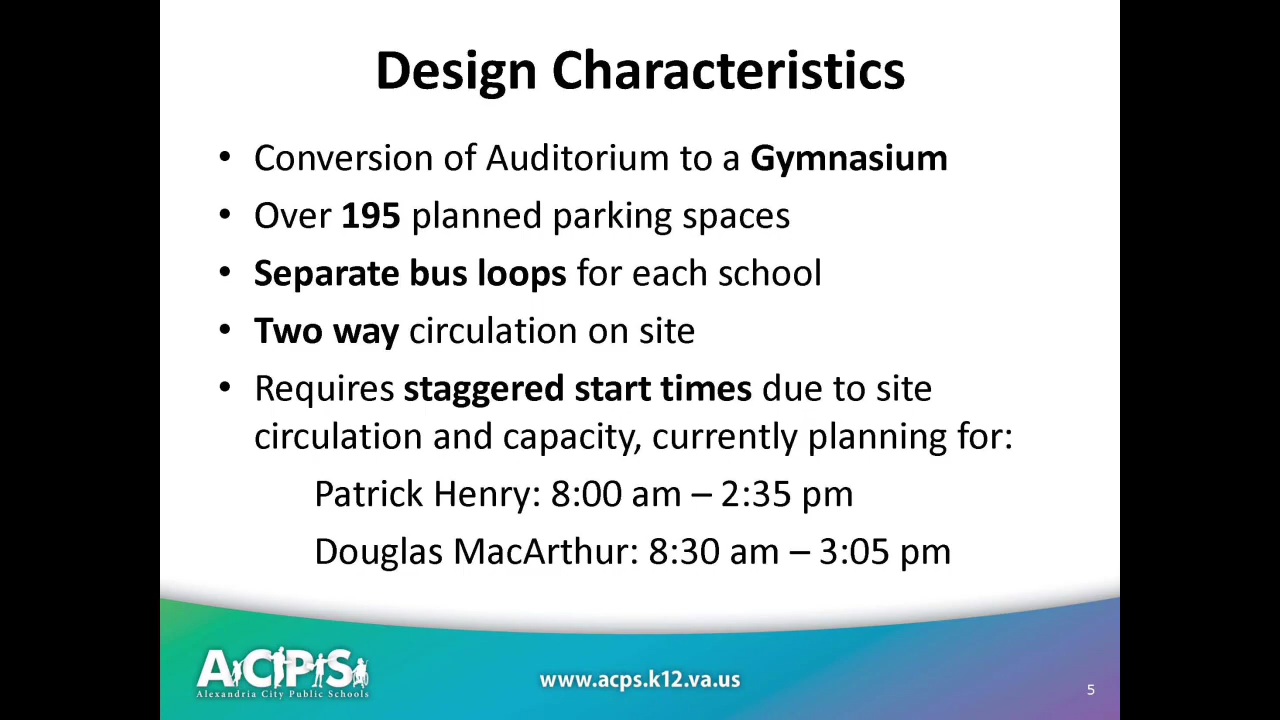 Design Characteristics
• Conversion of Auditorium to a Gymnasium
• Over 195 planned parking spaces
• Separate bus loops for each school
• Two way circulation on site
• Requires staggered start times due to site
circulation and capacity, currently planning for:
Patrick Henry: 8:00 am – 2:35 pm
Douglas MacArthur: 8:30 am – 3:05 pm
ACPS
Alexandria City Public Schools
www.acps.k12.va.us
5